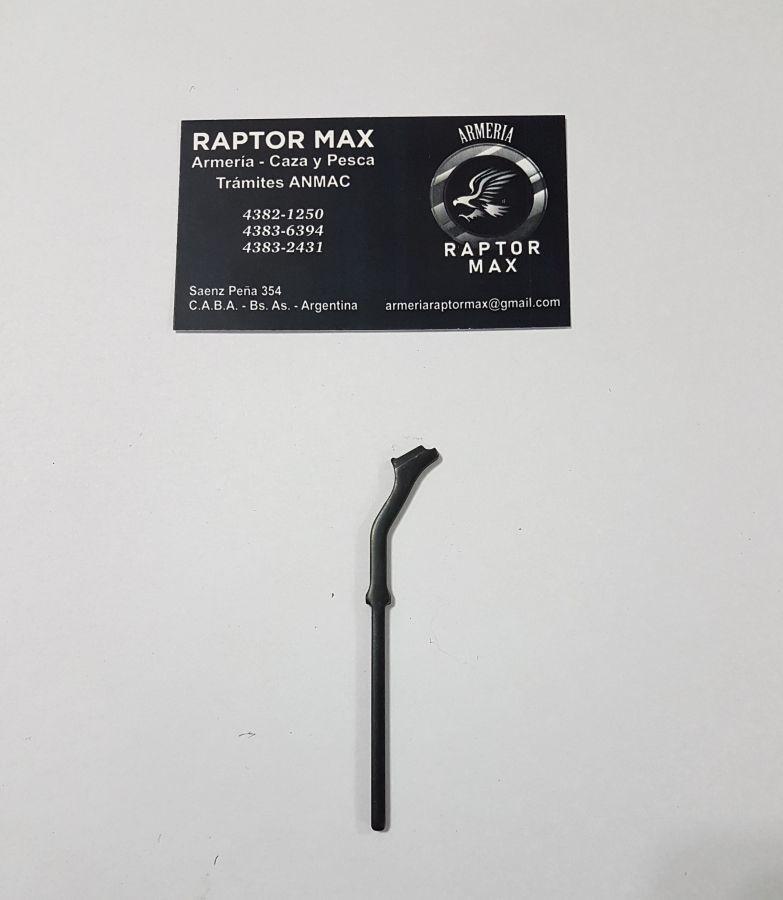 RAPTOR MAX
Armería - Caza y Pesca
Trámites ANMAC
4382-1250
4383-6394
4383-2431
Saenz Peña 354
C.A.B.A. - Bs. As. - Argentina
ARMERIA
RAPTOR
MAX
armeriaraptormax@gmail.com